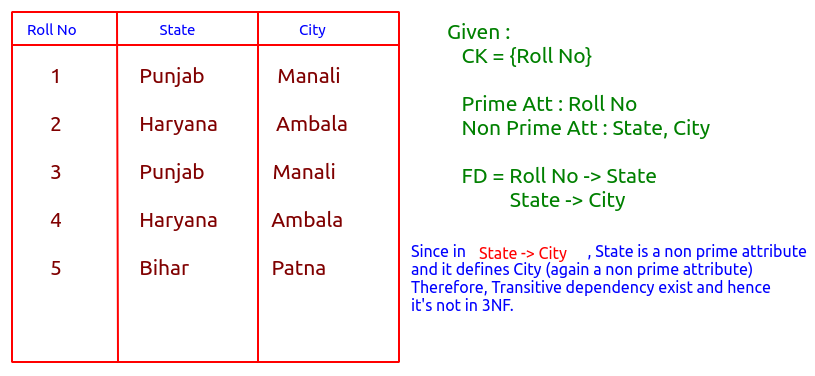 Roll No State City
1 Punjab Manali
2 Haryana Ambala
3 Punjab Manali
4 Haryana Ambala
5 Bihar Patna
Given :
CK = {Roll No}
Prime Att : Roll No
Non Prime Att : State, City
FD = Roll No -> State
State -> City
Since in State -> City , State is a non prime attribute
and it defines City (again a non prime attribute)
Therefore, Transitive dependency exist and hence
it's not in 3NF.